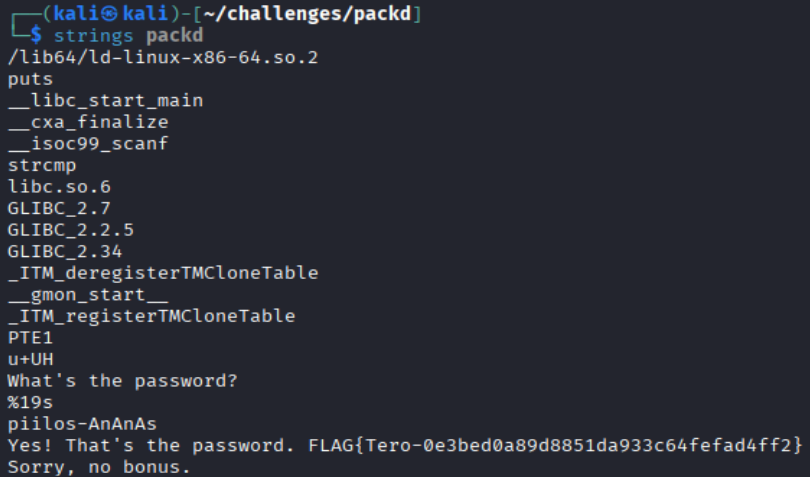 ┌──(kali㉿kali)-[~/challenges/packd]
└─$ strings packd
/lib64/ld-linux-x86-64.so.2
puts
__libc_start_main
__cxa_finalize
__isoc99_scanf
strcmp
libc.so.6
GLIBC_2.7
GLIBC_2.2.5
GLIBC_2.34
_ITM_deregisterTMCloneTable
__gmon_start__
_ITM_registerTMCloneTable
PTE1
u+UH
What's the password?
%19s
piilos-AnAnAs
Yes! That's the password. FLAG{Tero-0e3bed0a89d8851da933c64fefad4ff2}
Sorry, no bonus.